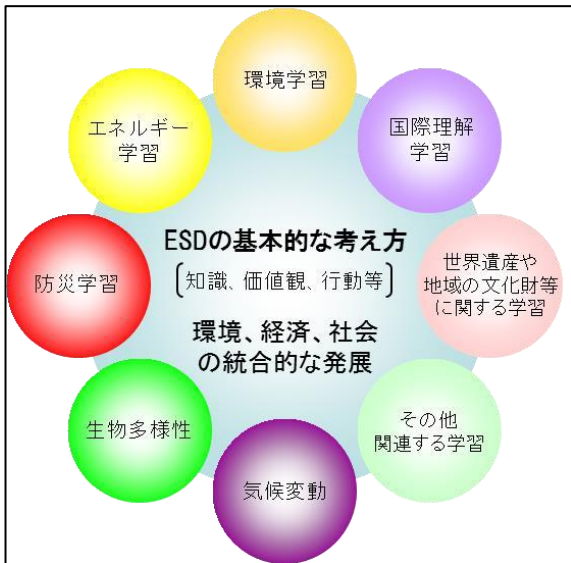 環境学習
エネルギー
学習
国際理解
学習
ESDの基本的な考え方
[知識、価値観、行動等]
環境、経済、社会
の統合的な発展
防災学習
世界遺産や
地域の文化財等
に関する学習
生物多様性
その他
関連する学習
気候変動